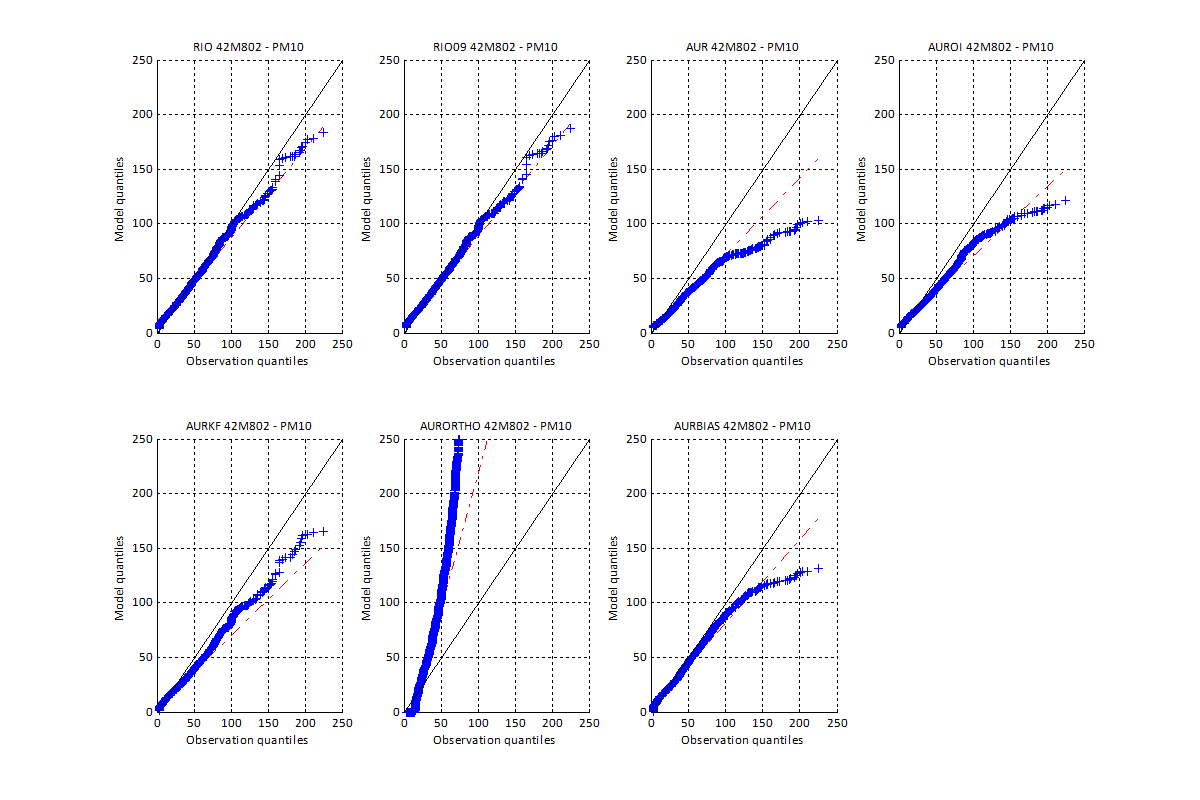 RIO 42M802 - PM10
RIO09 42M802 - PM10
AUR 42M802 - PM10
AUROI 42M802 - PM10
250 250 250 250
200 200 200 200
150 150 150 150
100 100 100 100
50 50 50 50
0 0 0 0
Model quantiles Model quantiles Model quantiles Model quantiles
0 50 100 150 200 250 0 50 100 150 200 250 0 50 100 150 200 250 0 50 100 150 200 250
Observation quantiles Observation quantiles Observation quantiles Observation quantiles
AURKF 42M802 - PM10
AURORTHO 42M802 - PM10
AURBIAS 42M802 - PM10
250 250 250
200 200 200
150 150 150
100 100 100
50 50 50
0 0 0
Model quantiles Model quantiles Model quantiles
0 50 100 150 200 250 0 50 100 150 200 250 0 50 100 150 200 250
Observation quantiles Observation quantiles Observation quantiles